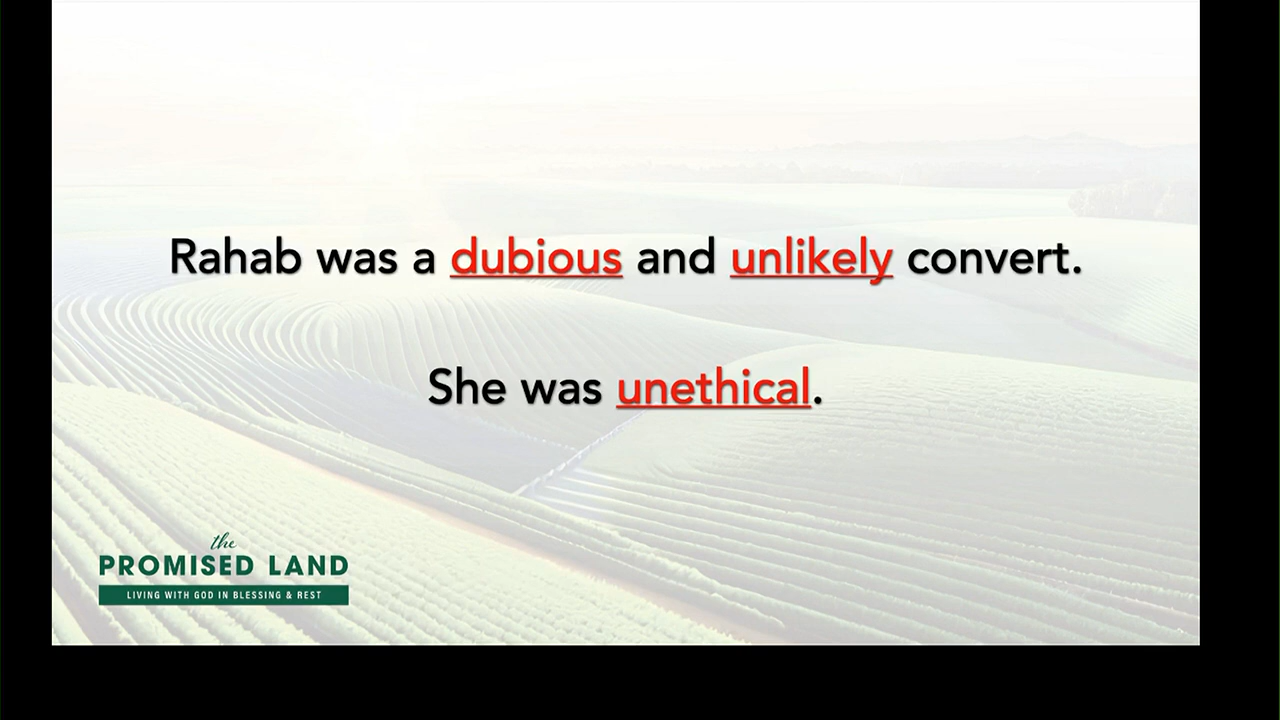 Rahab was a dubious and unlikely convert.
She was unethical.
the
PROMISED LAND
LIVING WITH GOD IN BLESSING & REST